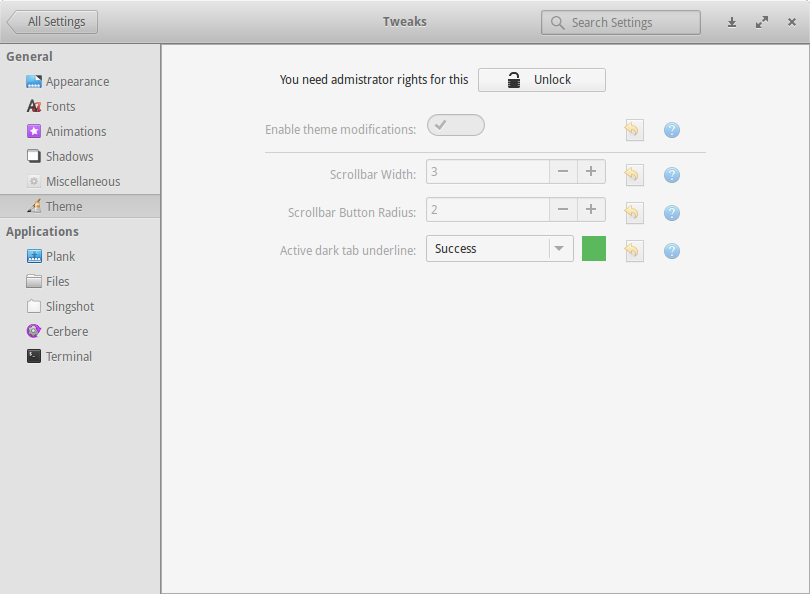 All Settings
Tweaks
Search Settings
General
Appearance
Fonts
Animations
Shadows
Miscellaneous
Theme
Applications
Plank
Files
Slingshot
Cerbere
Terminal
You need admistrator rights for this
Unlock
Enable theme modifications:
Scrollbar Width: 3
Scrollbar Button Radius: 2
Active dark tab underline: Success